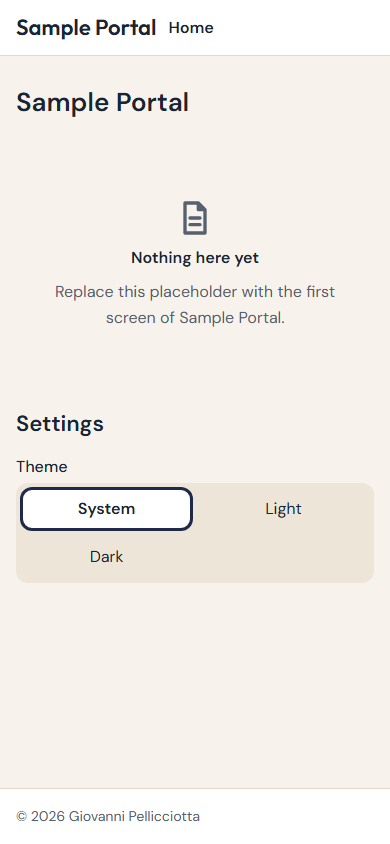 Sample Portal Home
Sample Portal
Nothing here yet
Replace this placeholder with the first
screen of Sample Portal.
Settings
Theme
System Light
Dark
© 2026 Giovanni Pellicciotta